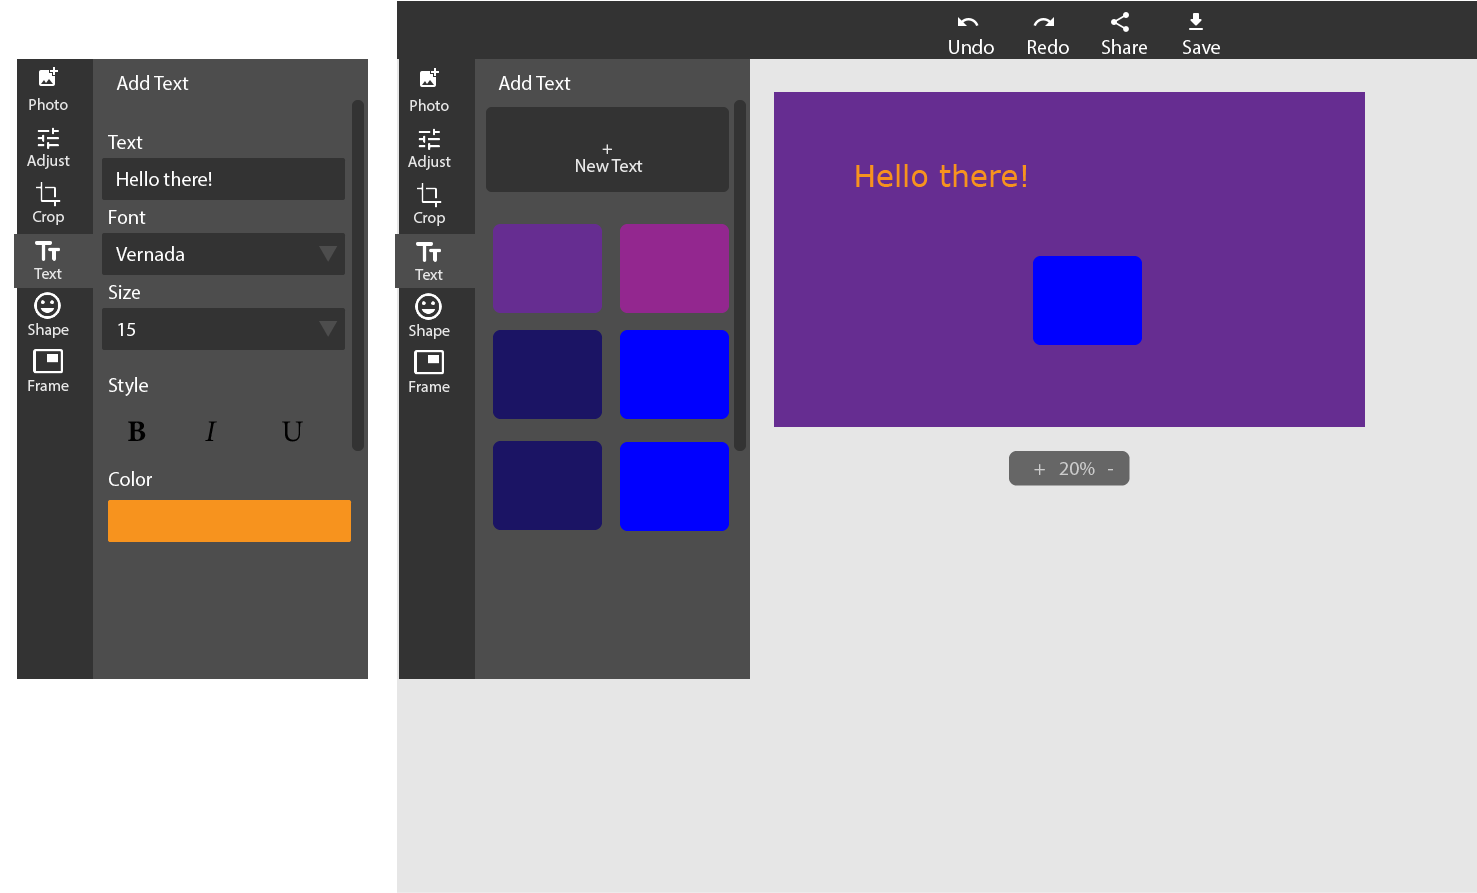 Undo
Redo
Share
Save
Photo
Adjust
Crop
Text
Shape
Frame
Add Text
Text
Hello there!
Font
Vernada
Size
15
Style
B I U
Color
Photo
Adjust
Crop
Text
Shape
Frame
Add Text
+
New Text
Hello there!
+ 20% -